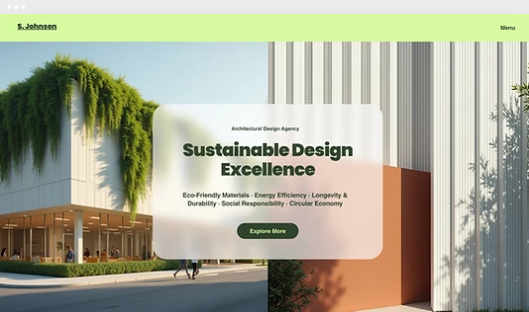 S. Johnson
Menu
Architectural Design Agency
Sustainable Design
Excellence
Eco-Friendly Materials · Energy Efficiency · Longevity &
Durability · Social Responsibility · Circular Economy
Explore More